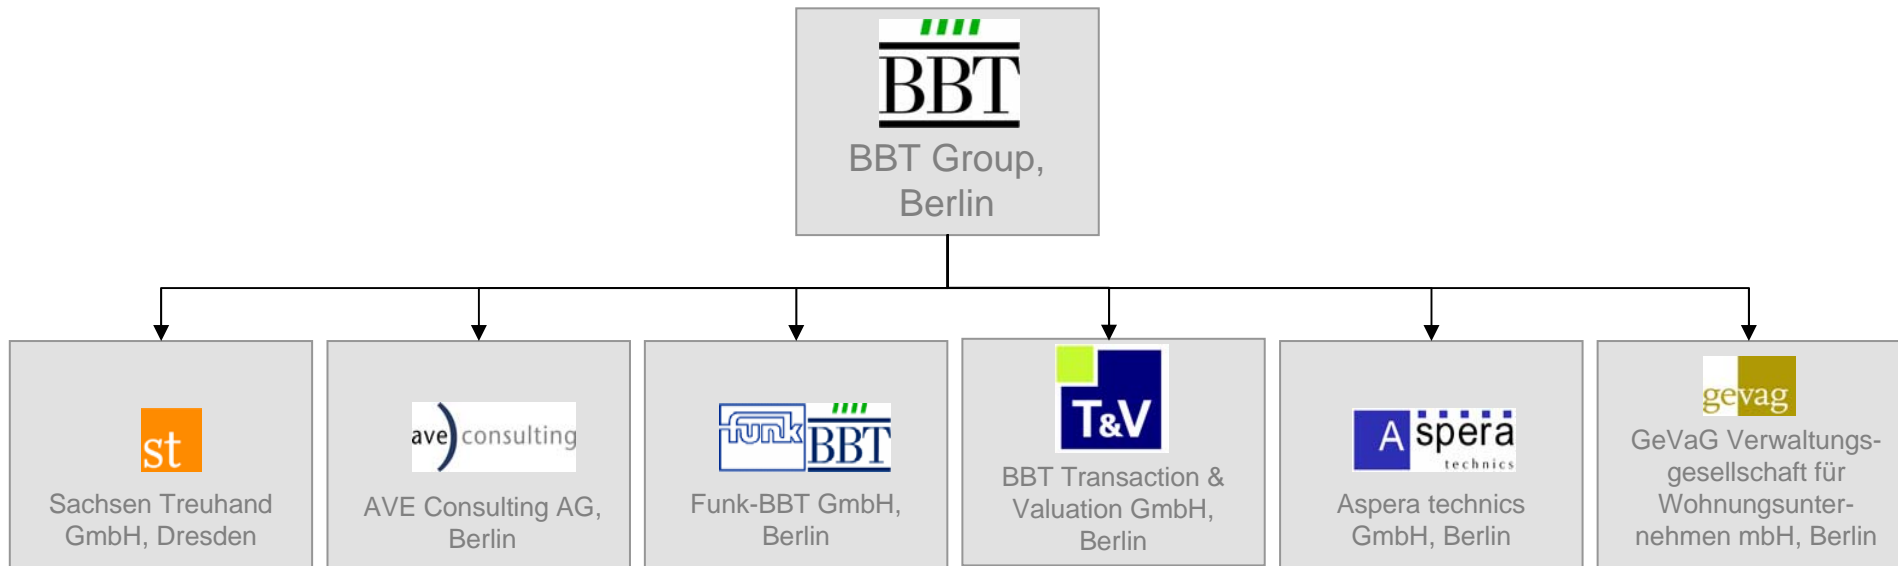 BBT
BBT Group,
Berlin
st
Sachsen Treuhand
GmbH, Dresden
ave)consulting
AVE Consulting AG,
Berlin
funk BBT
Funk-BBT GmbH,
Berlin
T&V
BBT Transaction &
Valuation GmbH,
Berlin
A spera
technics
Aspera technics
GmbH, Berlin
gevag
GeVaG Verwaltungs-
gesellschaft für
Wohnungsunter-
nehmen mbH, Berlin